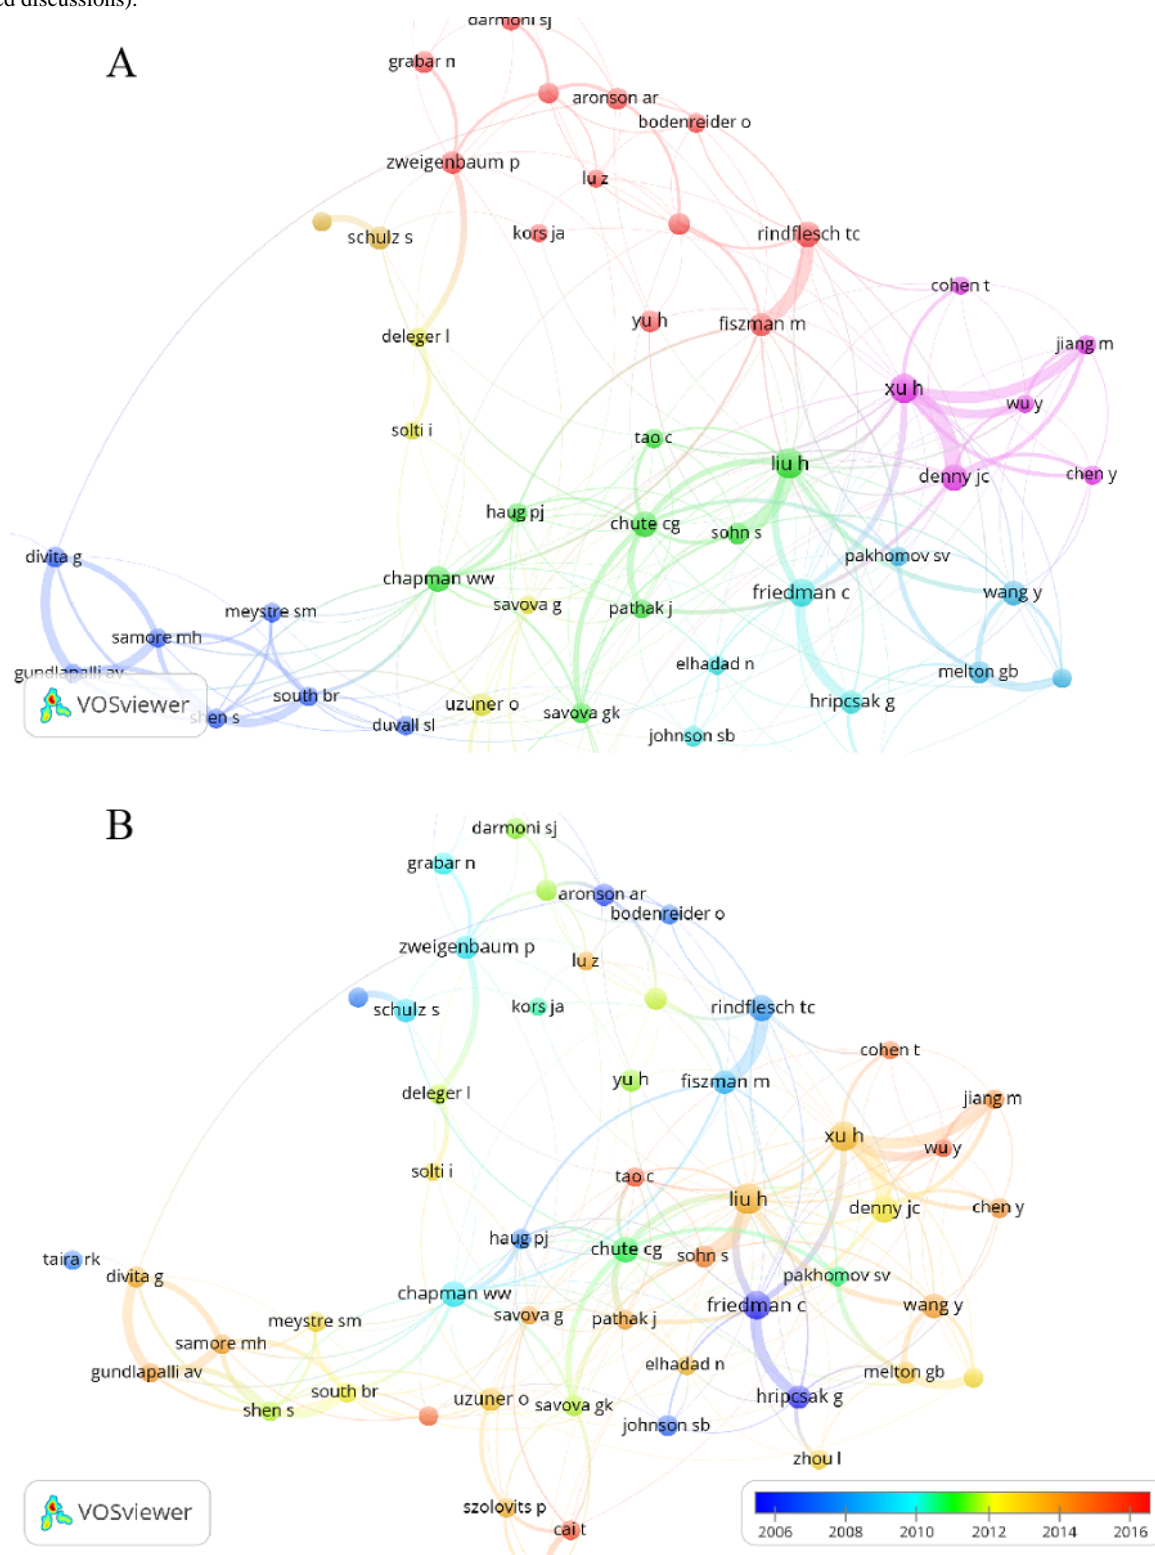 ed discussions).
A
darmoni sj
grabar n
aronson ar
bodenreider o
zweigenbaum p
lu z
schulz s
kors ja
rindflesch tc
cohen t
yu h
fiszman m
deleger l
jiang m
xu h
wu y
solti i
tao c
liu h
denny jc
chen y
haug pj
chute cg
sohn s
divita g
pakhomov sv
chapman ww
savova g
pathak j
friedman c
wang y
meystre sm
samore mh
gundlapalli av
elhadad n
melton gb
south br
uzuner o
savova gk
hripcsak g
VOSviewer
shen s
duvall sl
johnson sb
B
darmoni sj
grabar n
aronson ar
bodenreider o
zweigenbaum p
lu z
schulz s
kors ja
rindflesch tc
cohen t
yu h
fiszman m
deleger l
jiang m
xu h
wu y
solti i
tao c
liu h
denny jc
chen y
haug pj
chute cg
sohn s
taira rk
divita g
pakhomov sv
chapman ww
savova g
pathak j
friedman c
wang y
meystre sm
samore mh
gundlapalli av
elhadad n
melton gb
south br
shen s
uzuner o
savova gk
hripcsak g
johnson sb
zhou l
szolovits p
cai t
VOSviewer
2006 2008 2010 2012 2014 2016